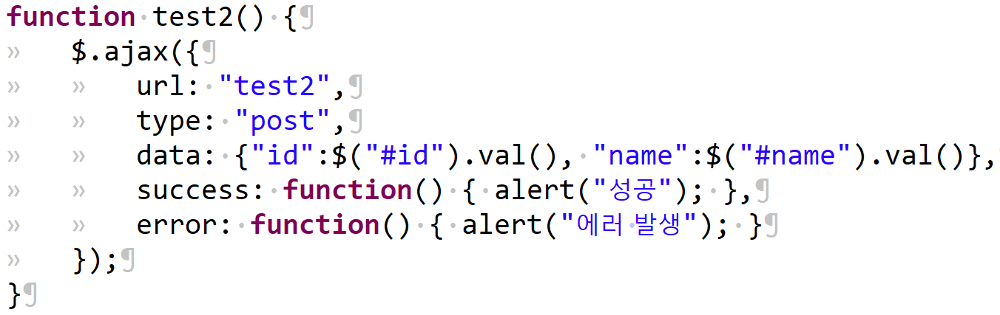 function test2() {
    $.ajax({
        url: "test2",
        type: "post",
        data: {"id":$("#id").val(), "name":$("#name").val()},
        success: function() { alert("성공"); },
        error: function() { alert("에러 발생"); }
    });
}